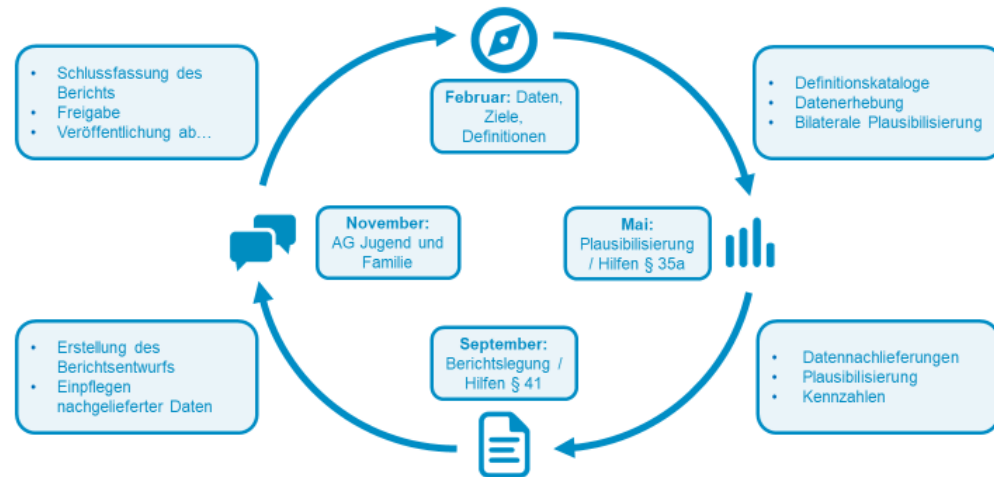 • Schlussfassung des
Berichts
• Freigabe
• Veröffentlichung ab…
Februar: Daten,
Ziele,
Definitionen
• Definitionskataloge
• Datenerhebung
• Bilaterale Plausibilisierung
November:
AG Jugend und
Familie
Mai:
Plausibilisierung
/ Hilfen § 35a
• Erstellung des
Berichtsentwurfs
• Einpflegen
nachgelieferter Daten
September:
Berichtslegung /
Hilfen § 41
• Datennachlieferungen
• Plausibilisierung
• Kennzahlen